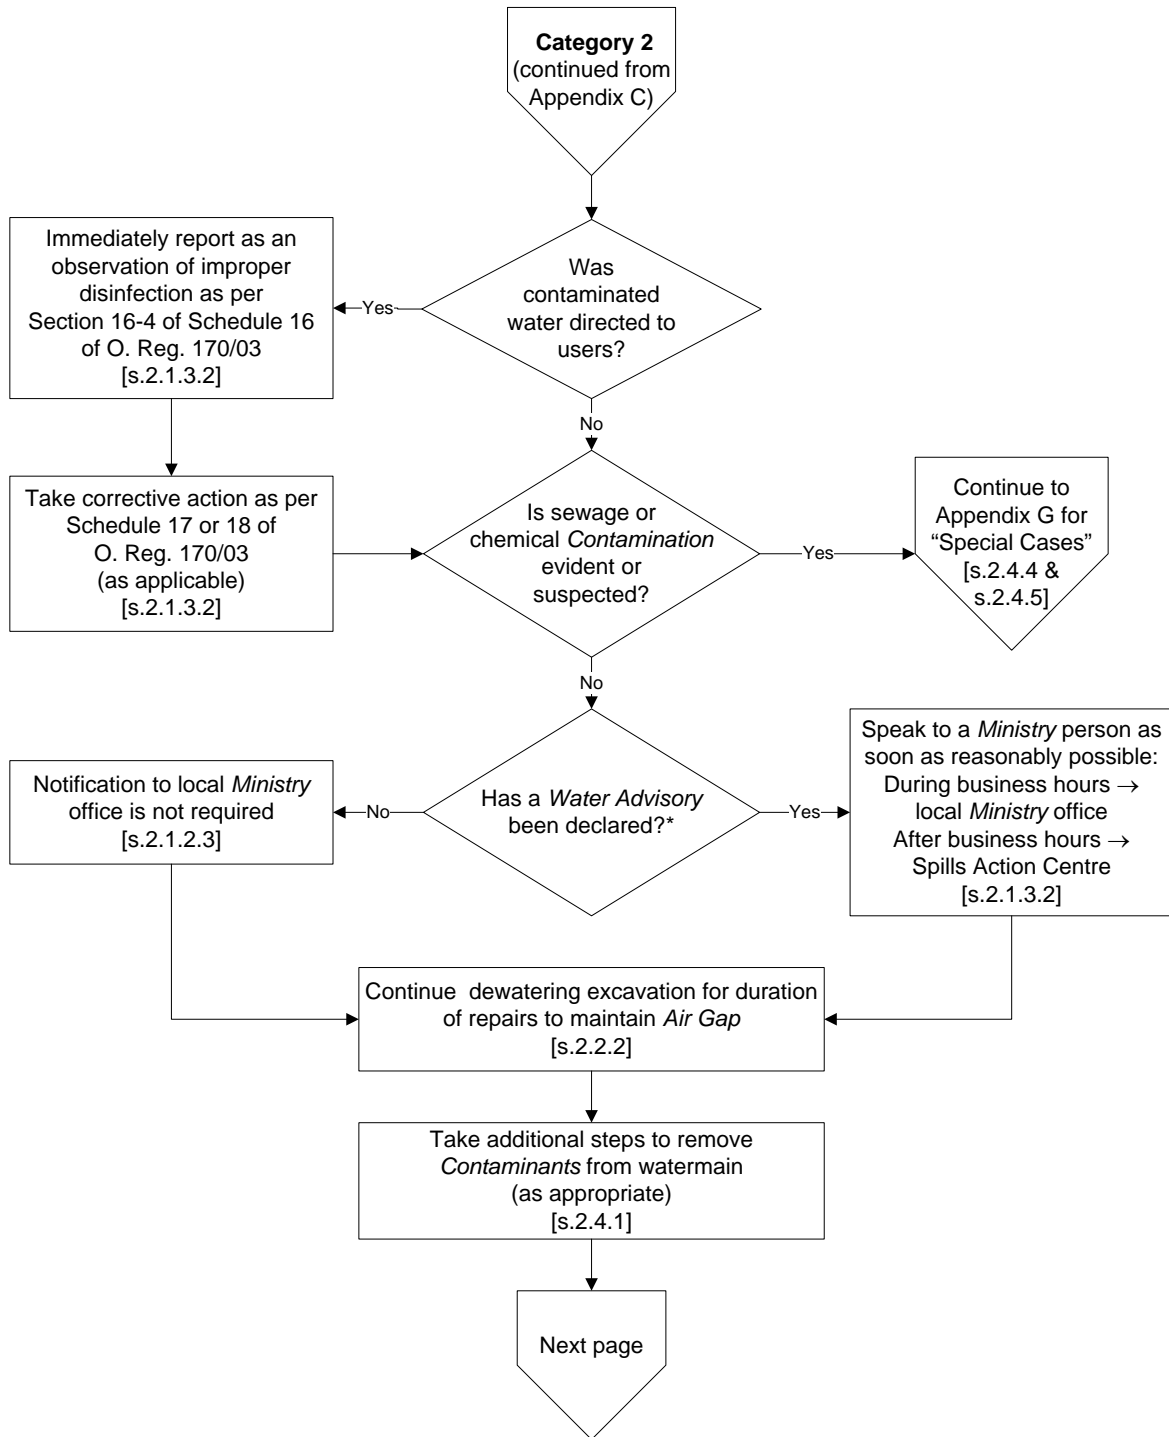 Category 2
(continued from
Appendix C)
Immediately report as an
observation of improper
disinfection as per
Section 16-4 of Schedule 16
of O. Reg. 170/03
[s.2.1.3.2]
Yes
Was
contaminated
water directed to
users?
No
Take corrective action as per
Schedule 17 or 18 of
O. Reg. 170/03
(as applicable)
[s.2.1.3.2]
Is sewage or
chemical Contamination
evident or
suspected?
Yes
Continue to
Appendix G for
“Special Cases”
[s.2.4.4 &
s.2.4.5]
No
Notification to local Ministry
office is not required
[s.2.1.2.3]
No
Has a Water Advisory
been declared?*
Yes
Speak to a Ministry person as
soon as reasonably possible:
During business hours →
local Ministry office
After business hours →
Spills Action Centre
[s.2.1.3.2]
Continue dewatering excavation for duration
of repairs to maintain Air Gap
[s.2.2.2]
Take additional steps to remove
Contaminants from watermain
(as appropriate)
[s.2.4.1]
Next page